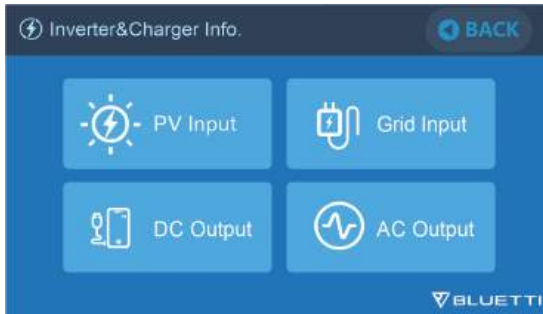 Inverter&Charger Info.
BACK
PV Input
Grid Input
DC Output
AC Output
BLUETTI